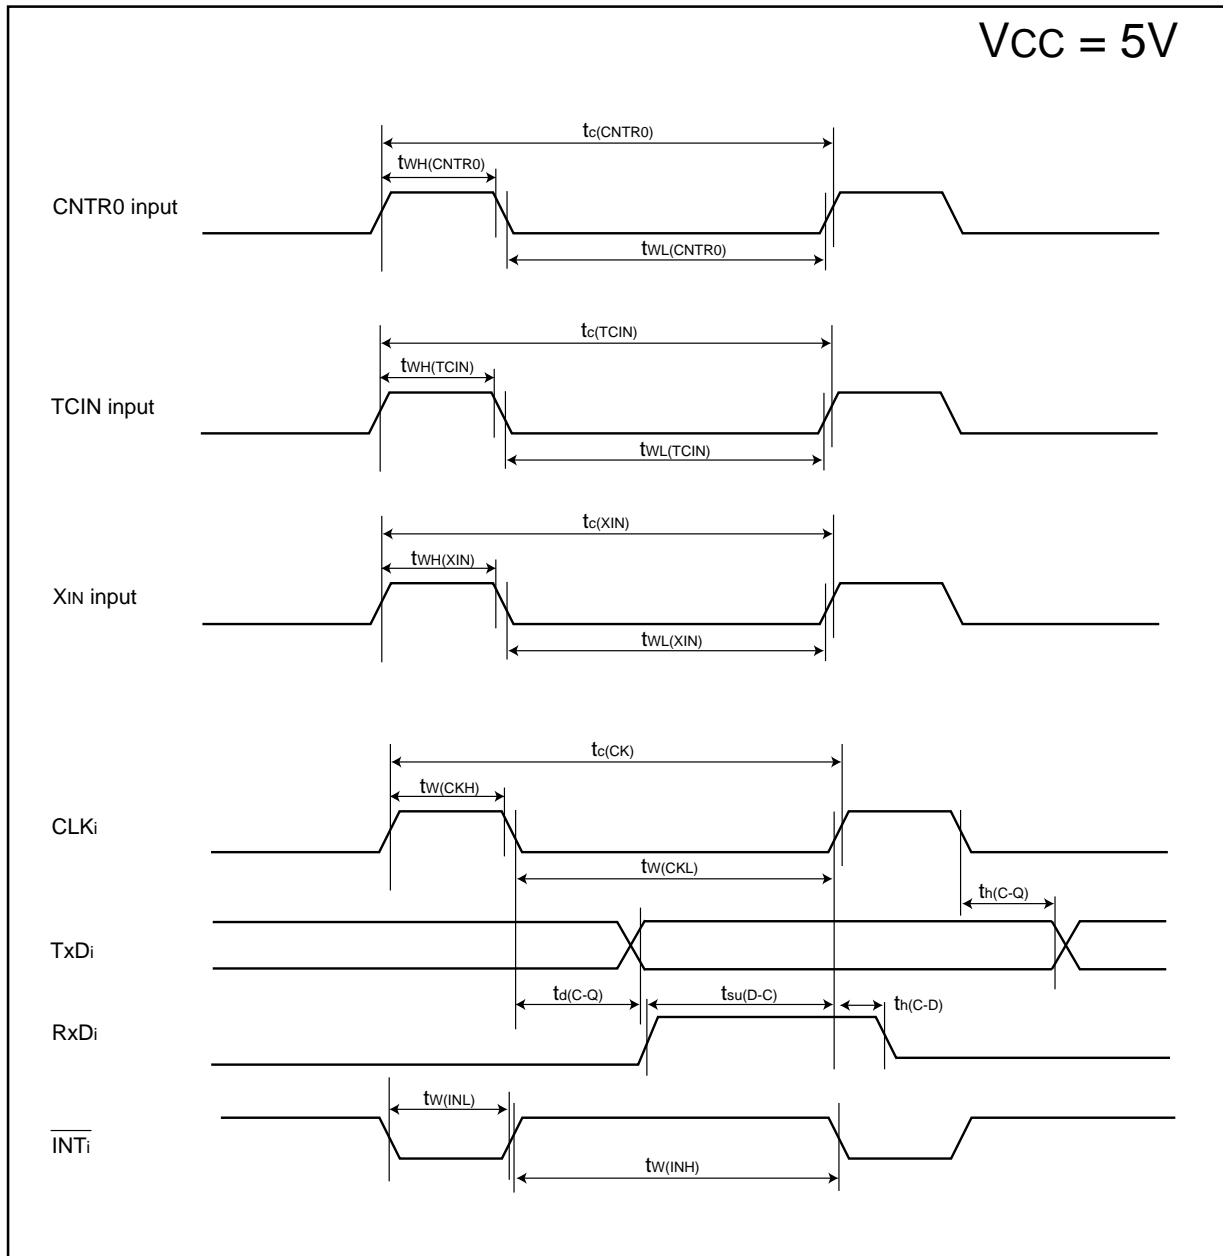 VCC = 5V
tc(CNTR0)
tWH(CNTR0)
CNTR0 input
tWL(CNTR0)
tc(TCIN)
tWH(TCIN)
TCIN input
tWL(TCIN)
tc(XIN)
tWH(XIN)
XIN input
tWL(XIN)
tc(CK)
tW(CKH)
CLKi
tW(CKL)
th(C-Q)
TxDi
td(C-Q)
tsu(D-C)
th(C-D)
RxDi
tW(INL)
INTi
tW(INH)